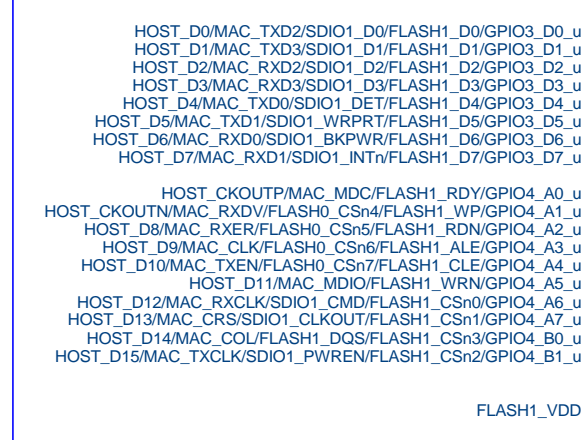 HOST_D0/MAC_TXD2/SDIO1_D0/FLASH1_D0/GPIO3_D0_u
HOST_D1/MAC_TXD3/SDIO1_D1/FLASH1_D1/GPIO3_D1_u
HOST_D2/MAC_RXD2/SDIO1_D2/FLASH1_D2/GPIO3_D2_u
HOST_D3/MAC_RXD3/SDIO1_D3/FLASH1_D3/GPIO3_D3_u
HOST_D4/MAC_TXD0/SDIO1_DET/FLASH1_D4/GPIO3_D4_u
HOST_D5/MAC_TXD1/SDIO1_WRPRT/FLASH1_D5/GPIO3_D5_u
HOST_D6/MAC_RXD0/SDIO1_BKPWR/FLASH1_D6/GPIO3_D6_u
HOST_D7/MAC_RXD1/SDIO1_INTn/FLASH1_D7/GPIO3_D7_u
HOST_CKOUTP/MAC_MDC/FLASH1_RDY/GPIO4_A0_u
HOST_CKOUTN/MAC_RXDV/FLASH0_CSn4/FLASH1_WP/GPIO4_A1_u
HOST_D8/MAC_RXER/FLASH0_CSn5/FLASH1_RDN/GPIO4_A2_u
HOST_D9/MAC_CLK/FLASH0_CSn6/FLASH1_ALE/GPIO4_A3_u
HOST_D10/MAC_TXEN/FLASH0_CSn7/FLASH1_CLE/GPIO4_A4_u
HOST_D11/MAC_MDIO/FLASH1_WRN/GPIO4_A5_u
HOST_D12/MAC_RXCLK/SDIO1_CMD/FLASH1_CSn0/GPIO4_A6_u
HOST_D13/MAC_CRS/SDIO1_CLKOUT/FLASH1_CSn1/GPIO4_A7_u
HOST_D14/MAC_COL/FLASH1_DQS/FLASH1_CSn3/GPIO4_B0_u
HOST_D15/MAC_TXCLK/SDIO1_PWREN/FLASH1_CSn2/GPIO4_B1_u
FLASH1_VDD